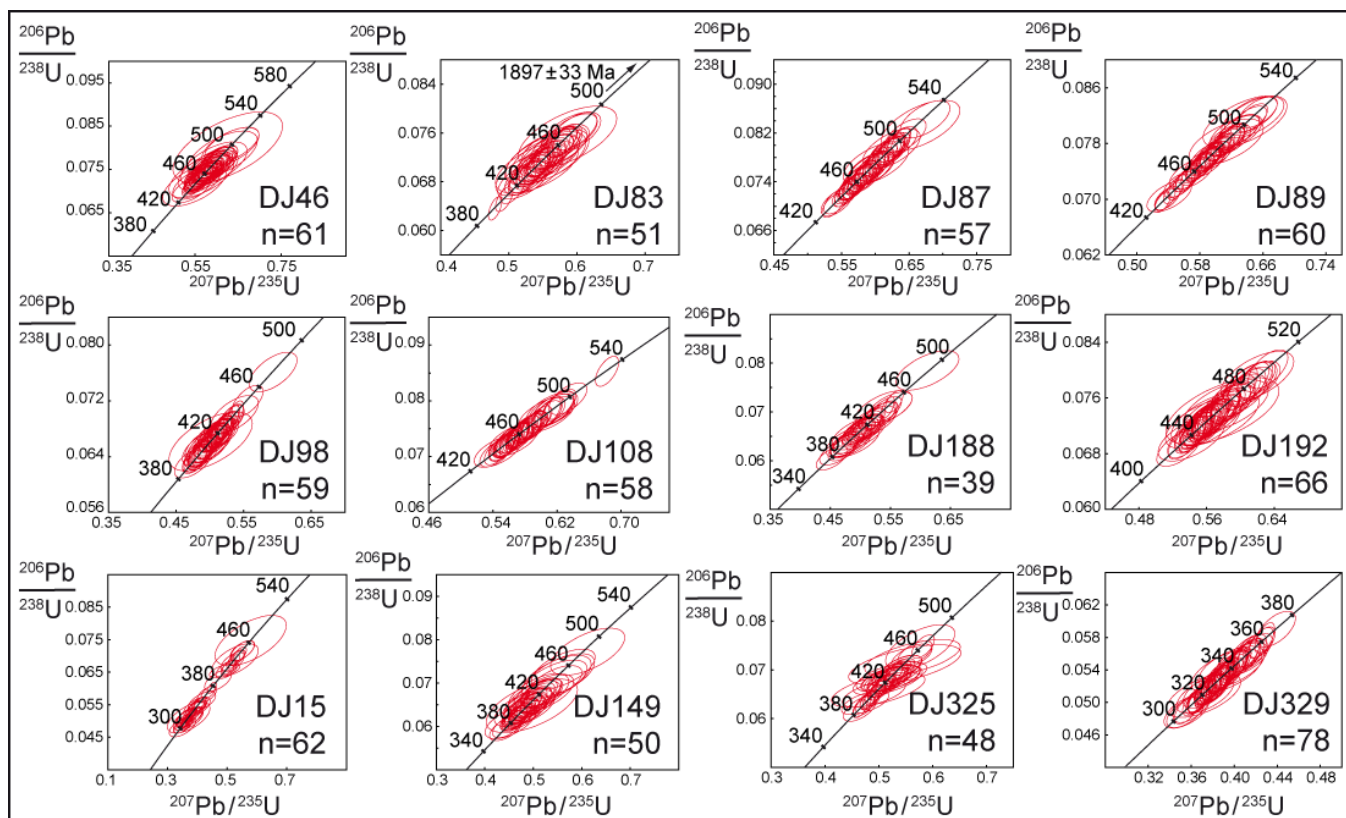 206Pb
238U
0.095
0.085
0.075
0.065
580
540
500
460
420
380
DJ46
n=61
0.35 0.55 0.75
207Pb/235U
206Pb
238U
0.084
0.076
0.068
0.060
1897±33 Ma
500
460
420
380
DJ83
n=51
0.4 0.5 0.6 0.7
207Pb/235U
206Pb
238U
0.090
0.082
0.074
0.066
540
500
460
420
DJ87
n=57
0.45 0.55 0.65 0.75
207Pb/235U
206Pb
238U
0.086
0.078
0.070
0.062
540
500
460
420
DJ89
n=60
0.50 0.58 0.66 0.74
207Pb/235U
206Pb
238U
0.080
0.072
0.064
0.056
500
460
420
380
DJ98
n=59
0.35 0.45 0.55 0.65
207Pb/235U
206Pb
238U
0.09
0.08
0.07
0.06
540
500
460
420
DJ108
n=58
0.46 0.54 0.62 0.70
207Pb/235U
206Pb
238U
0.08
0.07
0.06
500
460
420
380
340
DJ188
n=39
0.35 0.45 0.55 0.65 0.75
207Pb/235U
206Pb
238U
0.084
0.076
0.068
0.060
520
480
440
400
DJ192
n=66
0.48 0.56 0.64
207Pb/235U
206Pb
238U
0.085
0.075
0.065
0.055
0.045
540
460
380
300
DJ15
n=62
0.1 0.3 0.5 0.7
207Pb/235U
206Pb
238U
0.09
0.08
0.07
0.06
540
500
460
420
380
340
DJ149
n=50
0.3 0.4 0.5 0.6 0.7
207Pb/235U
206Pb
238U
0.08
0.07
0.06
500
460
420
380
340
DJ325
n=48
0.3 0.4 0.5 0.6 0.7
207Pb/235U
206Pb
238U
0.062
0.058
0.054
0.050
0.046
380
360
340
320
300
DJ329
n=78
0.32 0.36 0.40 0.44 0.48
207Pb/235U